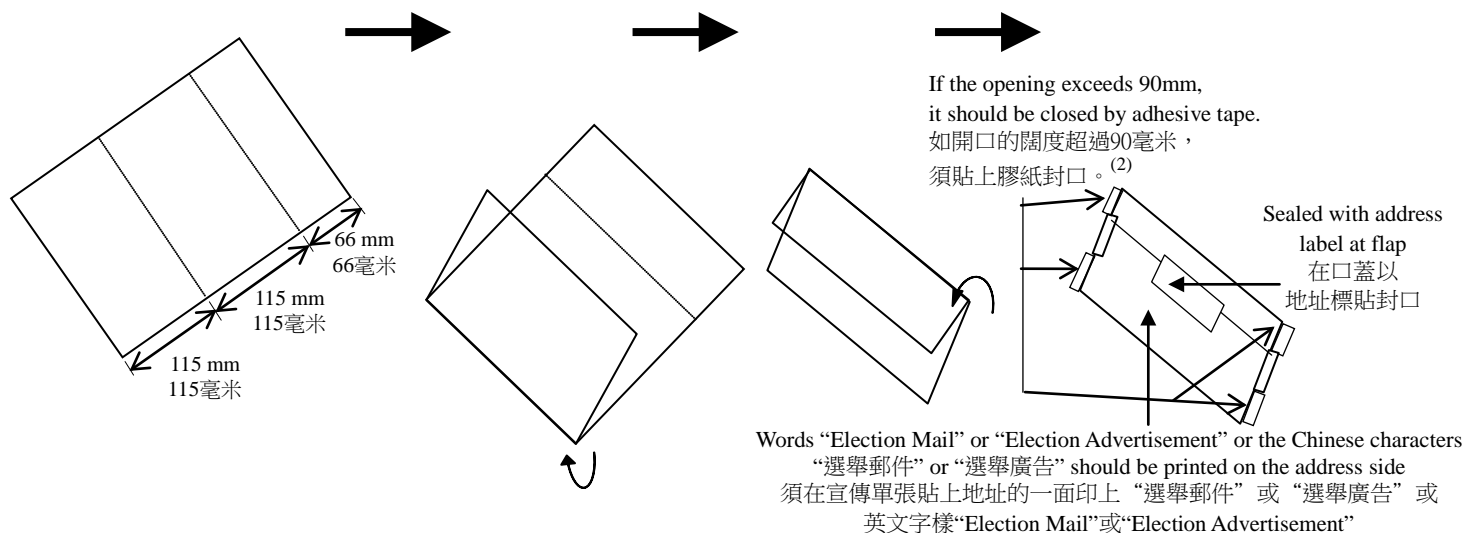 66 mm
66毫米
115 mm
115毫米
115 mm
115毫米
If the opening exceeds 90mm,
it should be closed by adhesive tape.
如開口的闊度超過90毫米，
須貼上膠紙封口。(2)
Sealed with address
label at flap
在口蓋以
地址標貼封口
Words “Election Mail” or “Election Advertisement” or the Chinese characters
“選舉郵件” or “選舉廣告” should be printed on the address side
須在宣傳單張貼上地址的一面印上“選舉郵件”或“選舉廣告”或
英文字樣“Election Mail”或“Election Advertisement”